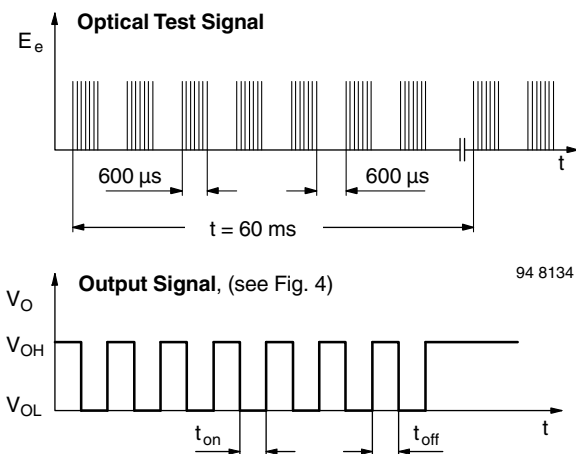 Optical Test Signal
E e
t
600 µs
600 µs
t = 60 ms
94 8134
Output Signal, (see Fig. 4)
V O
V OH
V OL
t
t on
t off